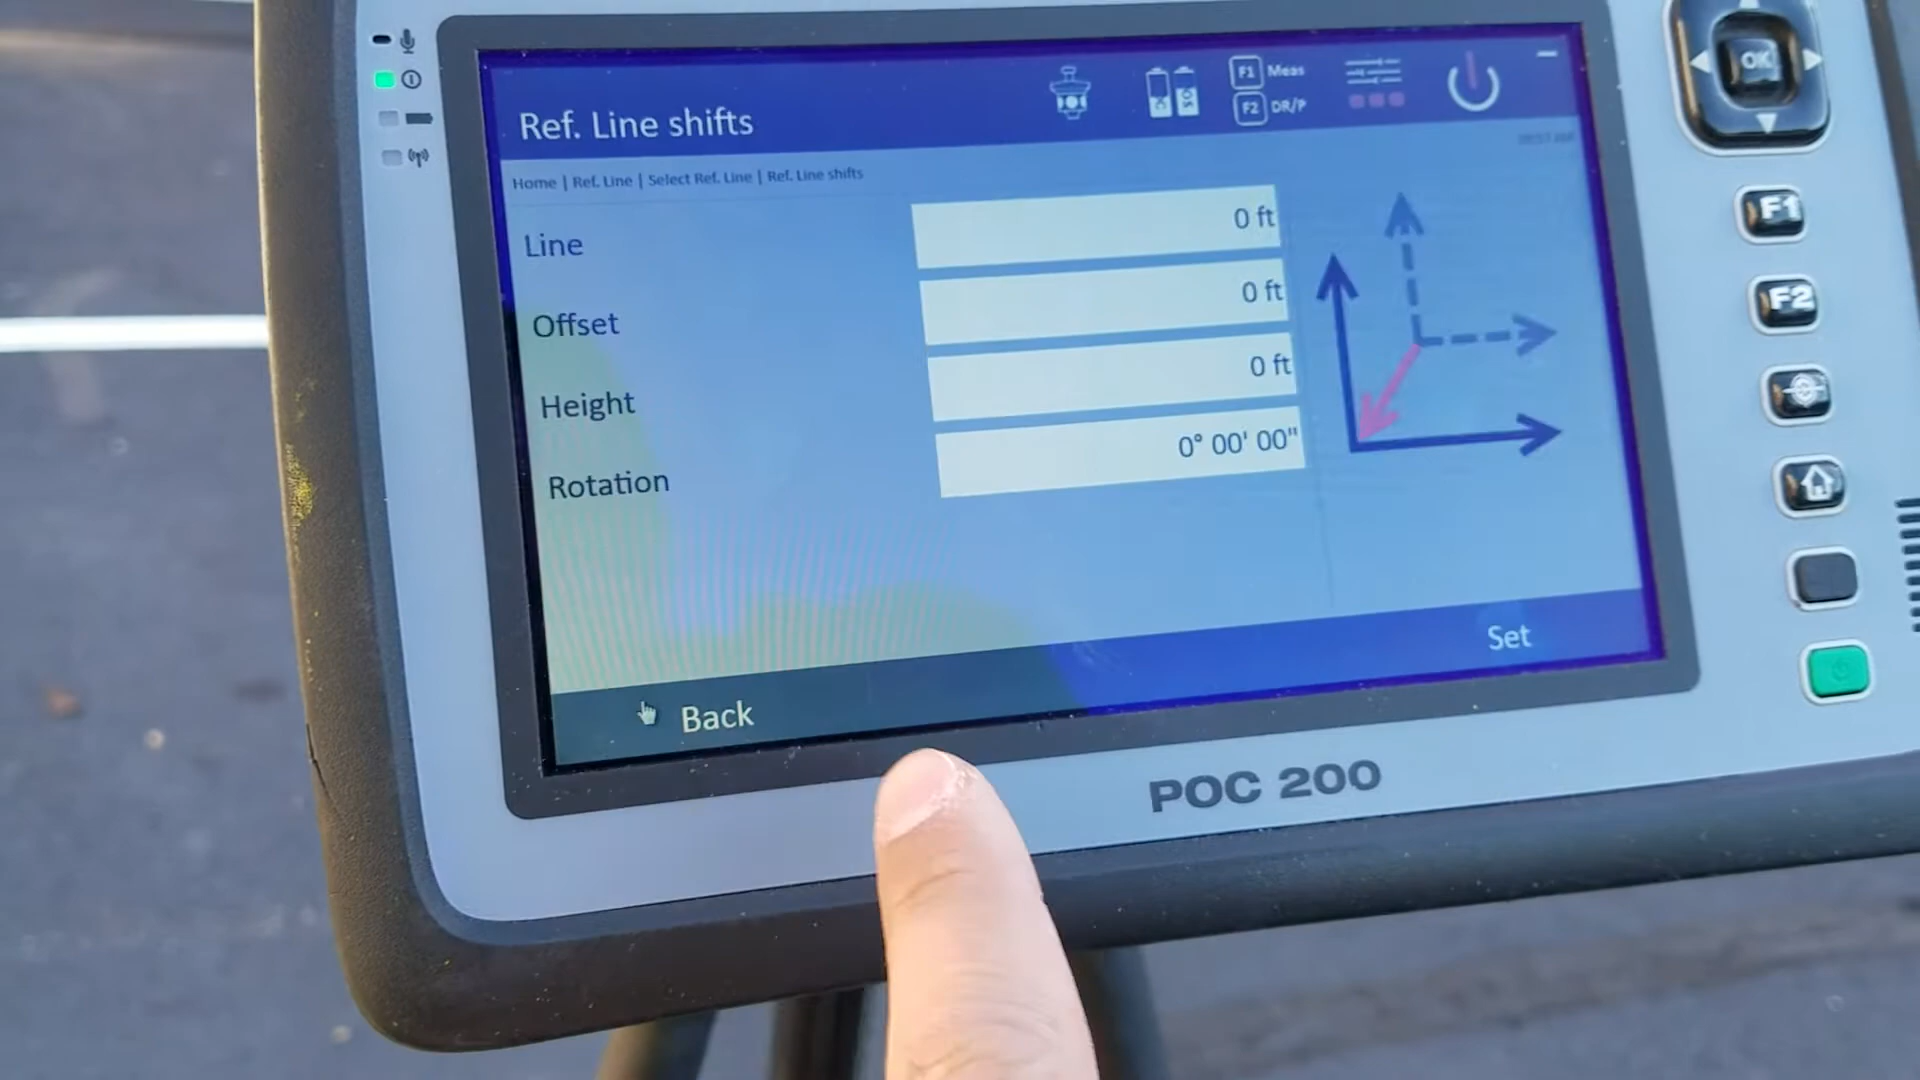 Ref. Line shifts
F1 Meas
F2 DR/P
OK
Home | Ref. Line | Select Ref. Line | Ref. Line shifts
Line 0 ft
Offset 0 ft
Height 0 ft
Rotation 0° 00' 00"
Back
Set
POC 200
F1
F2